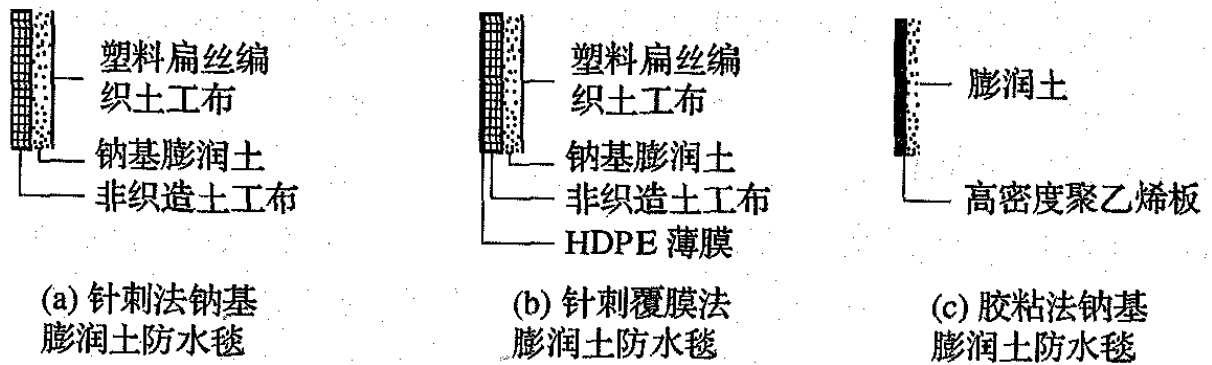 塑料扁丝编
织土工布
钠基膨润土
非织造土工布
(a) 针刺法钠基
膨润土防水毯
塑料扁丝编
织土工布
钠基膨润土
非织造土工布
HDPE 薄膜
(b) 针刺覆膜法
膨润土防水毯
膨润土
高密度聚乙烯板
(c) 胶粘法钠基
膨润土防水毯